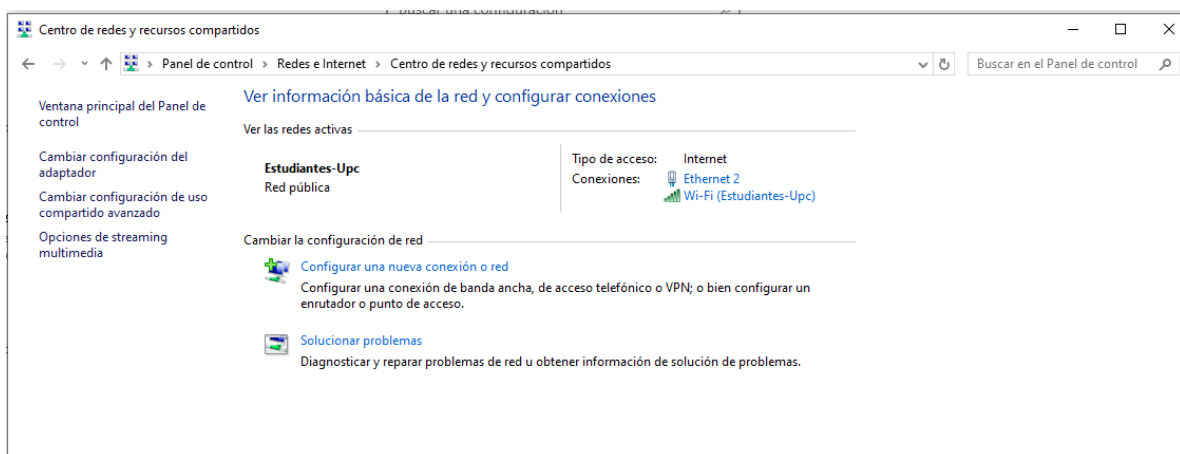 buscar una configuración
Centro de redes y recursos compartidos
Panel de control > Redes e Internet > Centro de redes y recursos compartidos
Buscar en el Panel de control
Ventana principal del Panel de
control
Cambiar configuración del
adaptador
Cambiar configuración de uso
compartido avanzado
Opciones de streaming
multimedia
Ver información básica de la red y configurar conexiones
Ver las redes activas
Estudiantes-Upc
Red pública
Tipo de acceso: Internet
Conexiones: Ethernet 2
Wi-Fi (Estudiantes-Upc)
Cambiar la configuración de red
Configurar una nueva conexión o red
Configurar una conexión de banda ancha, de acceso telefónico o VPN; o bien configurar un
enrutador o punto de acceso.
Solucionar problemas
Diagnosticar y reparar problemas de red u obtener información de solución de problemas.